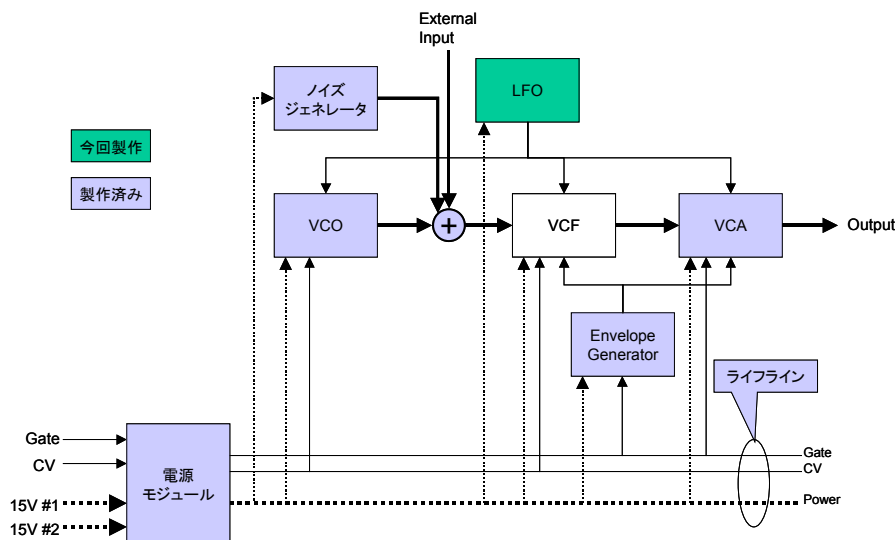 External
Input
ノイズ
ジェネレータ
LFO
今回製作
製作済み
VCO
+
VCF
VCA
Output
Envelope
Generator
ライフライン
Gate
CV
15V #1
15V #2
電源
モジュール
Gate
CV
Power